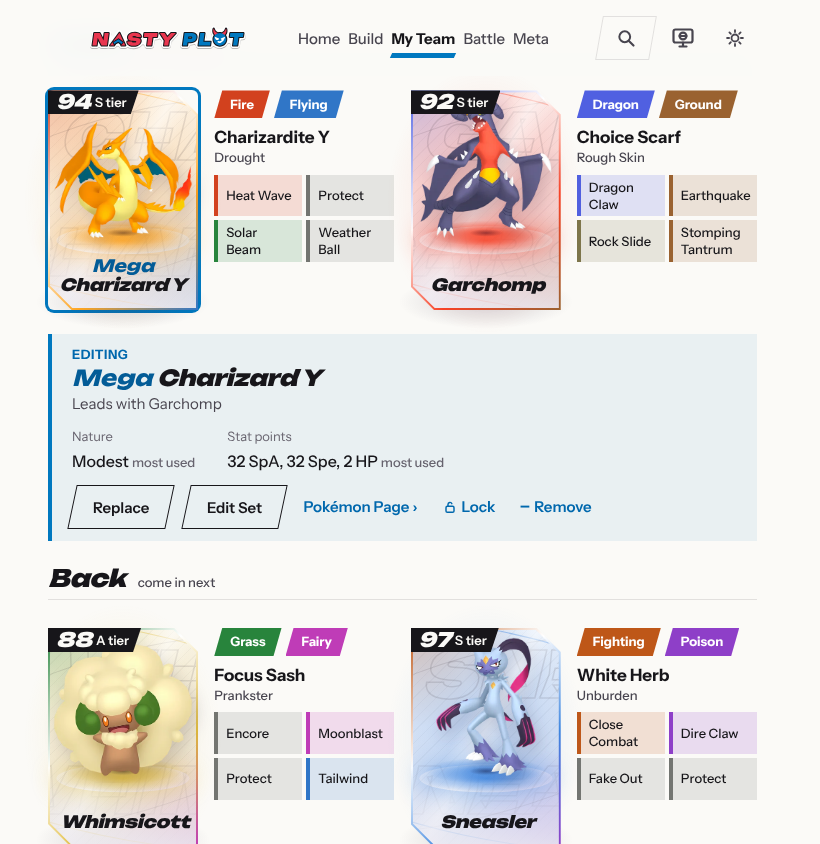 NASTY PLOT
Home Build My Team Battle Meta
94 S tier
Fire Flying
Charizardite Y
Drought
Heat Wave Protect
Solar Beam Weather Ball
Mega
Charizard Y
92 S tier
Dragon Ground
Choice Scarf
Rough Skin
Dragon Claw Earthquake
Rock Slide Stomping Tantrum
Garchomp
EDITING
Mega Charizard Y
Leads with Garchomp
Nature Stat points
Modest most used 32 SpA, 32 Spe, 2 HP most used
Replace Edit Set Pokémon Page › Lock − Remove
Back come in next
88 A tier
Grass Fairy
Focus Sash
Prankster
Encore Moonblast
Protect Tailwind
Whimsicott
97 S tier
Fighting Poison
White Herb
Unburden
Close Combat Dire Claw
Fake Out Protect
Sneasler